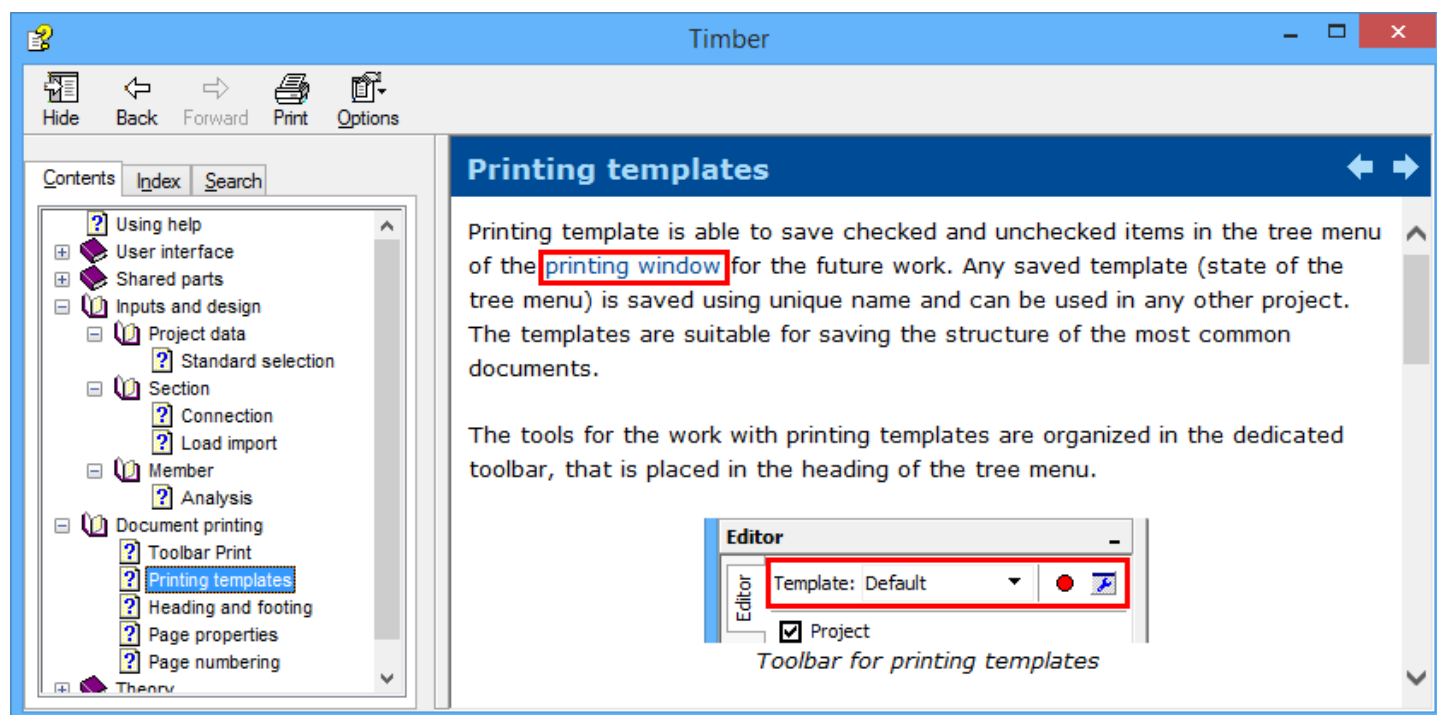 Timber
Hide Back Forward Print Options
Contents Index Search
Using help
User interface
Shared parts
Inputs and design
Project data
Standard selection
Section
Connection
Load import
Member
Analysis
Document printing
Toolbar Print
Printing templates
Heading and footing
Page properties
Page numbering
Theory
Printing templates
Printing template is able to save checked and unchecked items in the tree menu
of the printing window for the future work. Any saved template (state of the
tree menu) is saved using unique name and can be used in any other project.
The templates are suitable for saving the structure of the most common
documents.
The tools for the work with printing templates are organized in the dedicated
toolbar, that is placed in the heading of the tree menu.
Editor
Editor
Template: Default
Project
Toolbar for printing templates